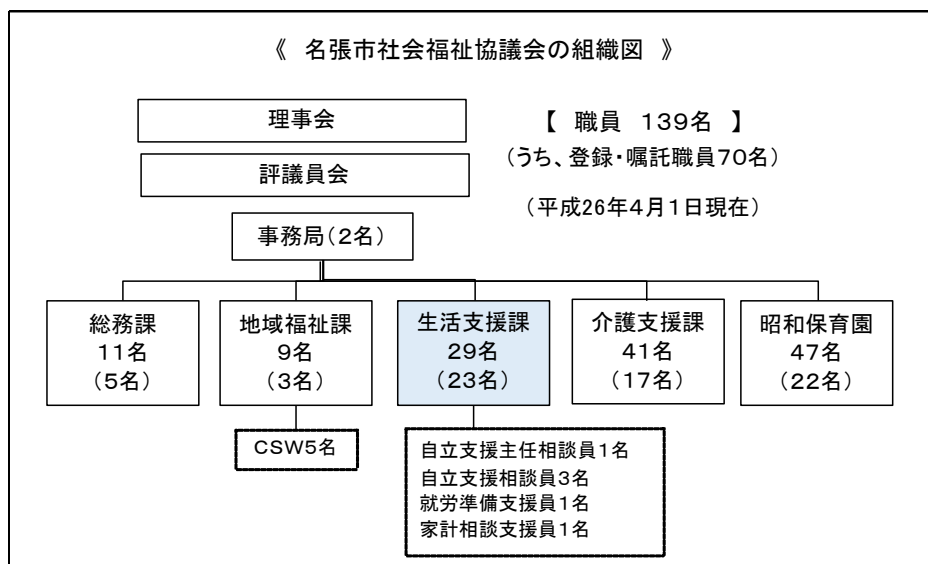 《 名張市社会福祉協議会の組織図 》
理事会
【 職員 139名 】
(うち、登録・嘱託職員70名)
評議員会
(平成26年4月1日現在)
事務局(2名)
総務課
11名
(5名)
地域福祉課
9名
(3名)
生活支援課
29名
(23名)
介護支援課
41名
(17名)
昭和保育園
47名
(22名)
CSW5名
自立支援主任相談員1名
自立支援相談員3名
就労準備支援員1名
家計相談支援員1名